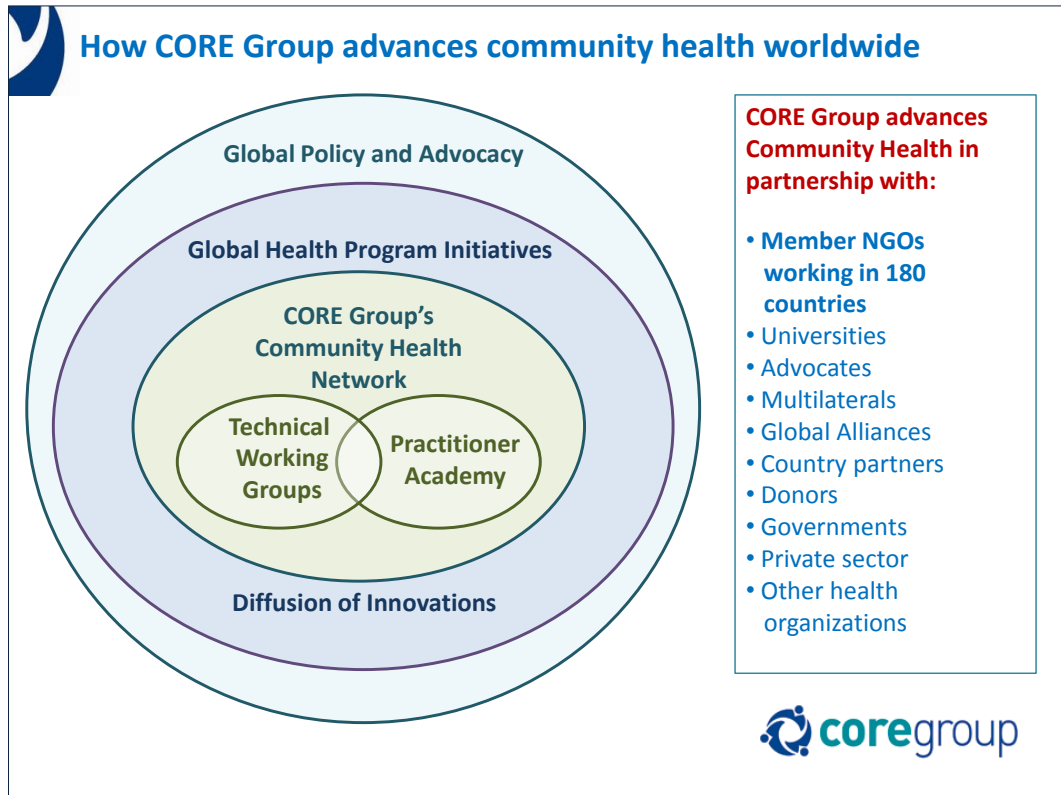 How CORE Group advances community health worldwide
Global Policy and Advocacy
Global Health Program Initiatives
CORE Group’s
Community Health
Network
Technical
Working
Groups
Practitioner
Academy
Diffusion of Innovations
CORE Group advances
Community Health in
partnership with:
• Member NGOs
working in 180
countries
• Universities
• Advocates
• Multilaterals
• Global Alliances
• Country partners
• Donors
• Governments
• Private sector
• Other health
organizations
coregroup